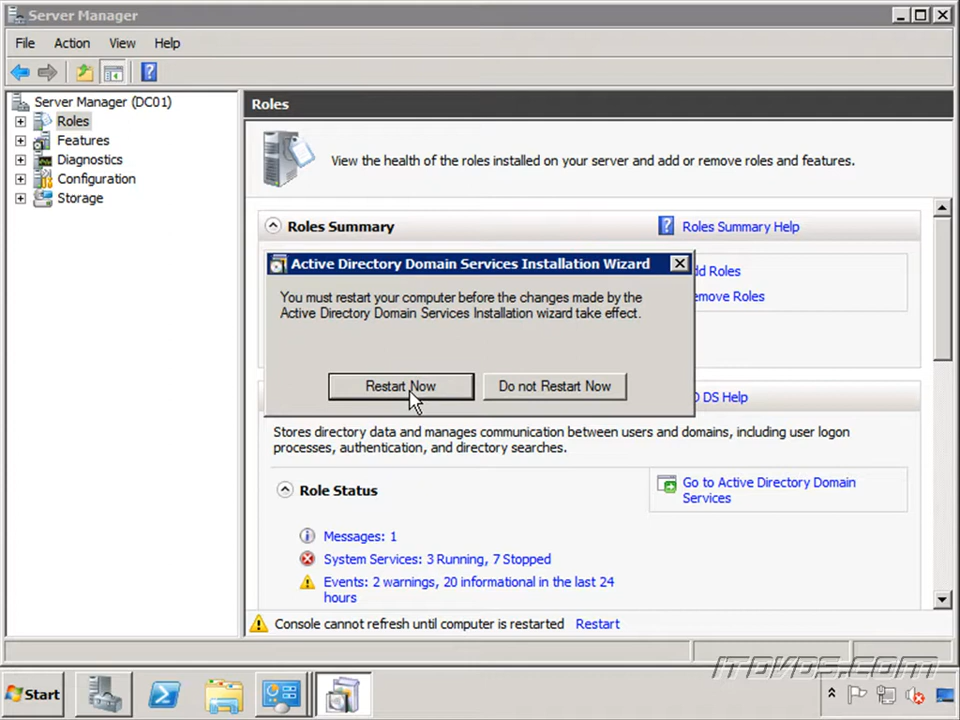 Server Manager
File Action View Help
Server Manager (DC01)
Roles
Features
Diagnostics
Configuration
Storage
Roles
View the health of the roles installed on your server and add or remove roles and features.
Roles Summary
Roles Summary Help
dd Roles
emove Roles
Active Directory Domain Services Installation Wizard
You must restart your computer before the changes made by the
Active Directory Domain Services Installation wizard take effect.
Restart Now
Do not Restart Now
D DS Help
Stores directory data and manages communication between users and domains, including user logon
processes, authentication, and directory searches.
Role Status
Go to Active Directory Domain
Services
Messages: 1
System Services: 3 Running, 7 Stopped
Events: 2 warnings, 20 informational in the last 24
hours
Console cannot refresh until computer is restarted Restart
ITDVDS.COM
Start